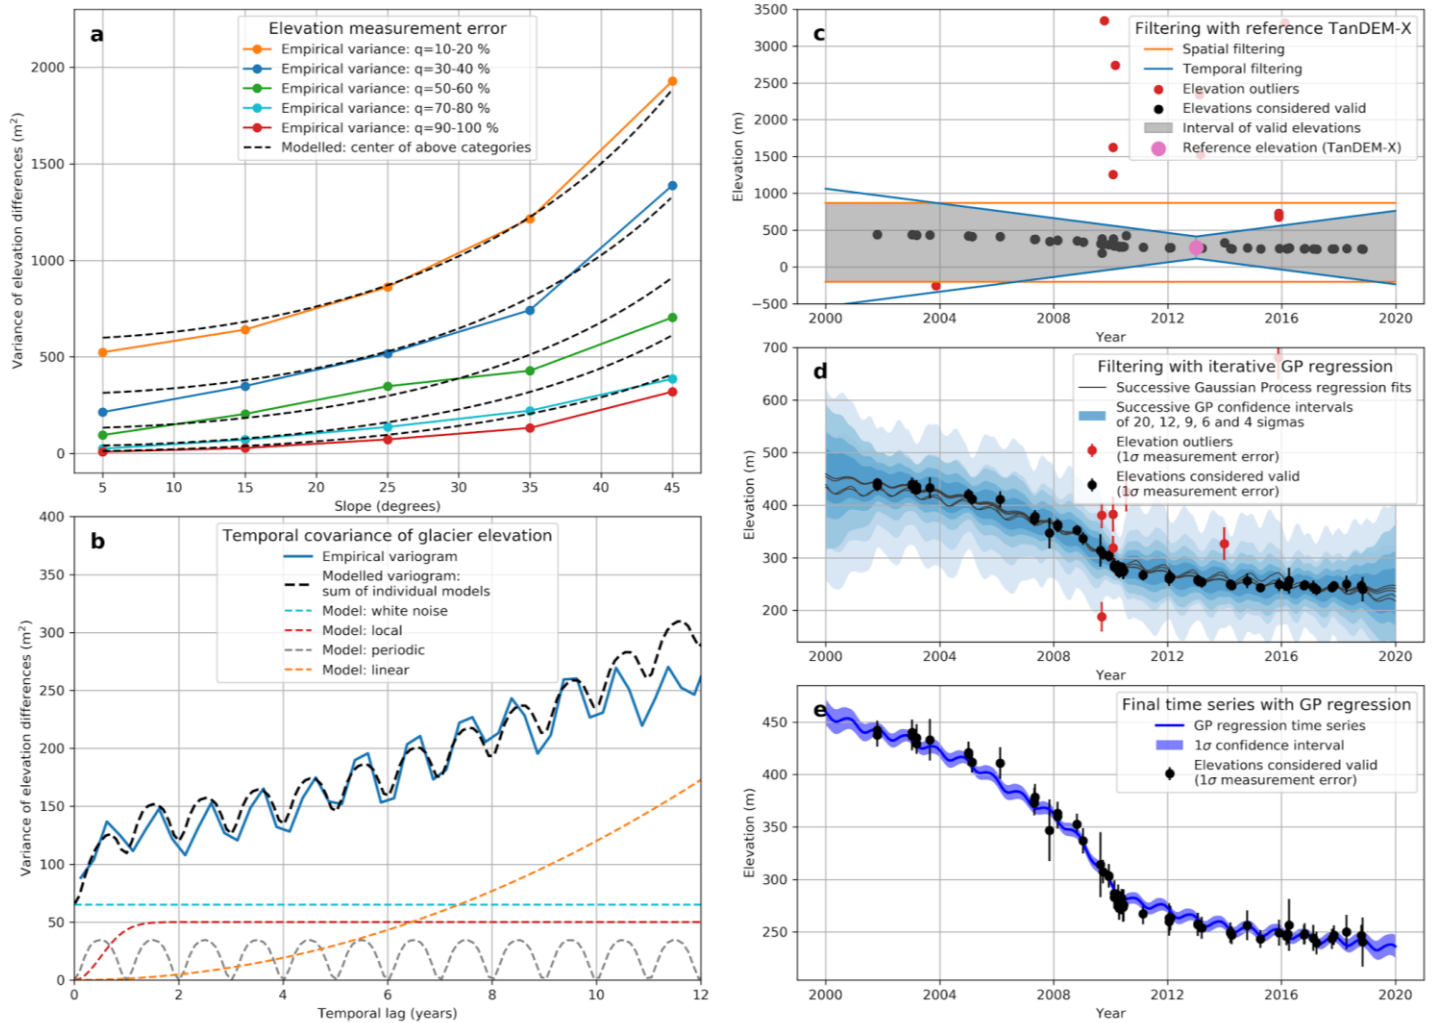 a
Elevation measurement error
Empirical variance: q=10-20 %
Empirical variance: q=30-40 %
Empirical variance: q=50-60 %
Empirical variance: q=70-80 %
Empirical variance: q=90-100 %
Modelled: center of above categories
Variance of elevation differences (m²)
2000
1500
1000
500
0
5
10
15
20
25
30
35
40
45
Slope (degrees)
b
Temporal covariance of glacier elevation
Empirical variogram
Modelled variogram:
sum of individual models
Model: white noise
Model: local
Model: periodic
Model: linear
Variance of elevation differences (m²)
400
350
300
250
200
150
100
50
0
0
2
4
6
8
10
12
Temporal lag (years)
c
Filtering with reference TanDEM-X
Spatial filtering
Temporal filtering
Elevation outliers
Elevations considered valid
Interval of valid elevations
Reference elevation (TanDEM-X)
Elevation (m)
3500
3000
2500
2000
1500
1000
500
0
−500
2000
2004
2008
2012
2016
2020
Year
d
Filtering with iterative GP regression
Successive Gaussian Process regression fits
Successive GP confidence intervals
of 20, 12, 9, 6 and 4 sigmas
Elevation outliers
(1σ measurement error)
Elevations considered valid
(1σ measurement error)
Elevation (m)
700
600
500
400
300
200
2000
2004
2008
2012
2016
2020
Year
e
Final time series with GP regression
GP regression time series
1σ confidence interval
Elevations considered valid
(1σ measurement error)
Elevation (m)
450
400
350
300
250
2000
2004
2008
2012
2016
2020
Year